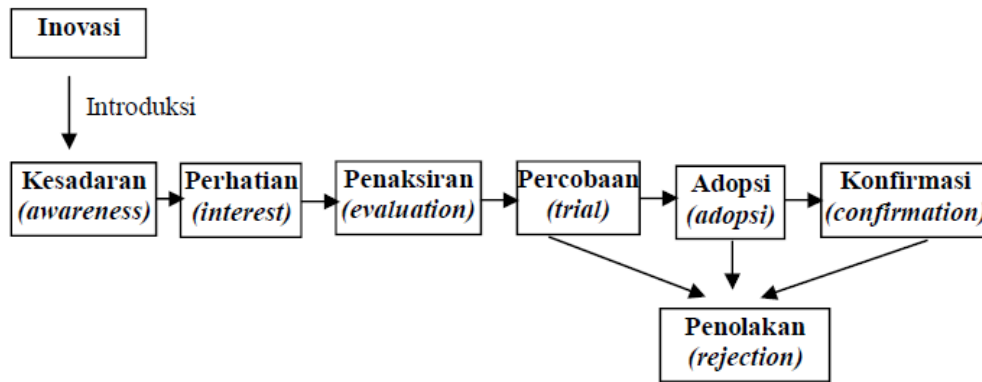 Inovasi
Introduksi
Kesadaran
(awareness)
Perhatian
(interest)
Penaksiran
(evaluation)
Percobaan
(trial)
Adopsi
(adopsi)
Konfirmasi
(confirmation)
Penolakan
(rejection)